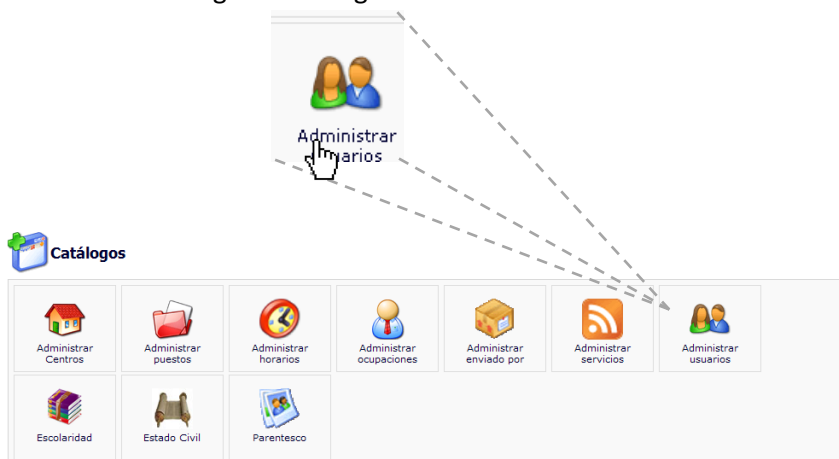 Administrar
uarios
Catálogos
Administrar
Centros
Administrar
puestos
Administrar
horarios
Administrar
ocupaciones
Administrar
enviado por
Administrar
servicios
Administrar
usuarios
Escolaridad
Estado Civil
Parentesco